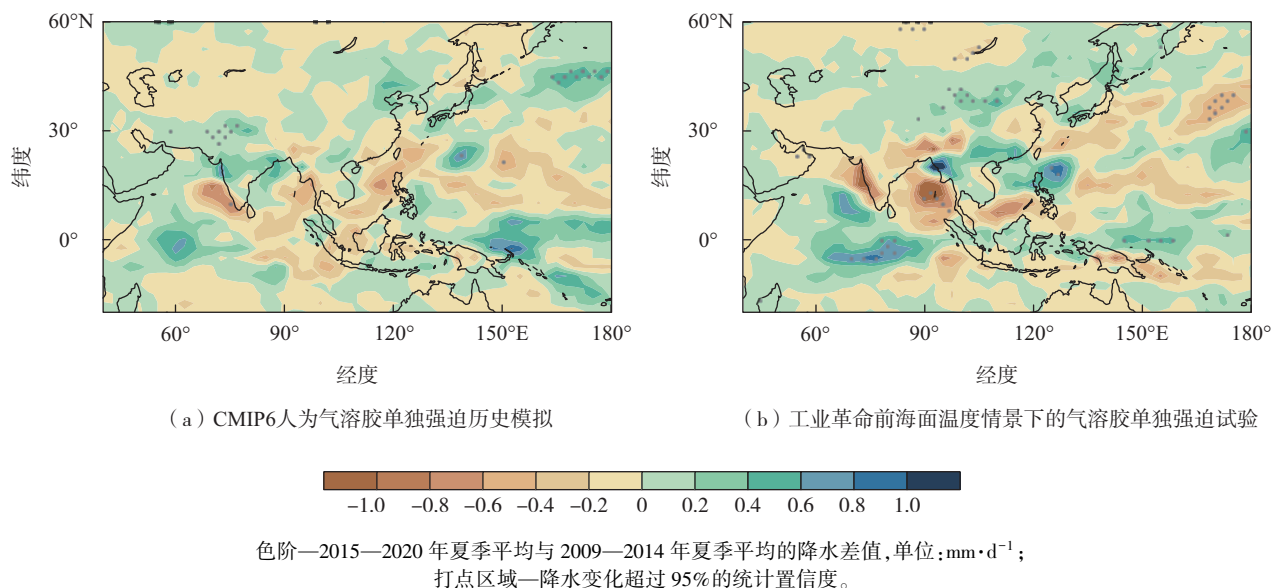 60°N
30°
0°
纬度
60°
90°
120°
150°E
180°
经度
(a)CMIP6人为气溶胶单独强迫历史模拟
60°N
30°
0°
纬度
60°
90°
120°
150°E
180°
经度
(b)工业革命前海面温度情景下的气溶胶单独强迫试验
−1.0 −0.8 −0.6 −0.4 −0.2 0 0.2 0.4 0.6 0.8 1.0
色阶—2015—2020 年夏季平均与 2009—2014 年夏季平均的降水差值,单位:mm·d⁻¹;
打点区域—降水变化超过 95%的统计置信度。